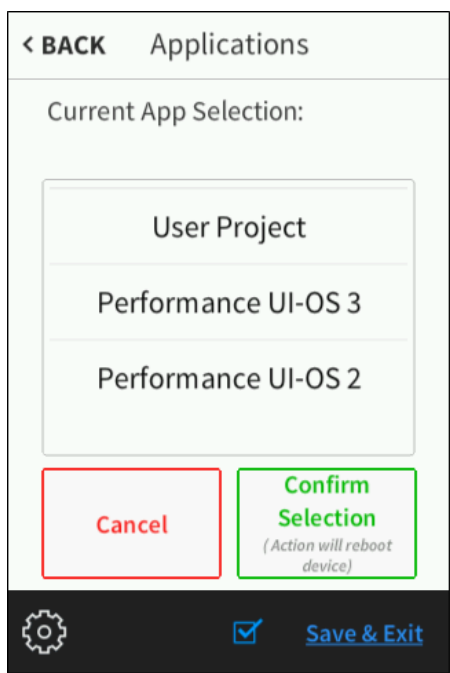 < BACK Applications
Current App Selection:
User Project
Performance UI-OS 3
Performance UI-OS 2
Cancel
Confirm
Selection
( Action will reboot
device)
Save & Exit